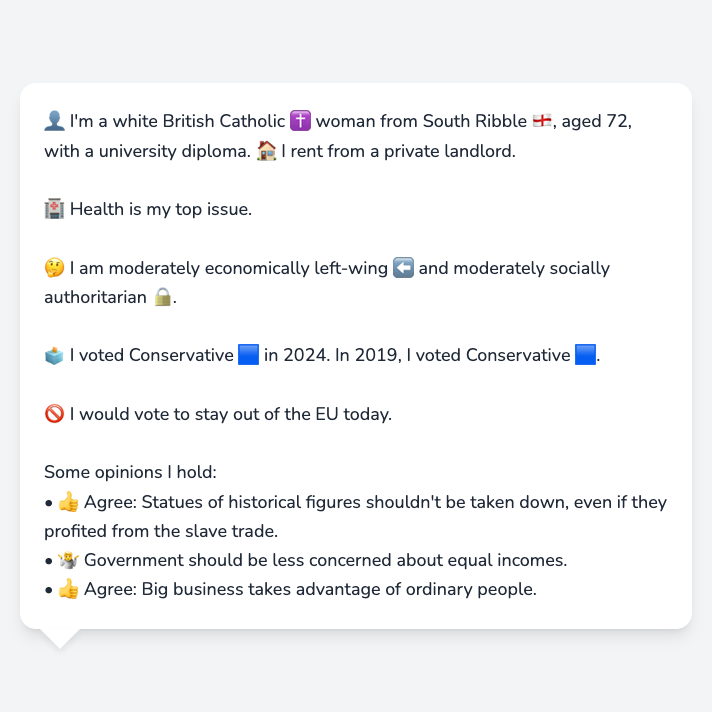 👤 I'm a white British Catholic ✝️ woman from South Ribble 🏴󠁧󠁢󠁥󠁮󠁧󠁿, aged 72,
with a university diploma. 🏠 I rent from a private landlord.
🏥 Health is my top issue.
🤔 I am moderately economically left-wing ⬅️ and moderately socially
authoritarian 🔒.
🗳️ I voted Conservative 🟦 in 2024. In 2019, I voted Conservative 🟦.
🚫 I would vote to stay out of the EU today.
Some opinions I hold:
• 👍 Agree: Statues of historical figures shouldn't be taken down, even if they
profited from the slave trade.
• 🤷 Government should be less concerned about equal incomes.
• 👍 Agree: Big business takes advantage of ordinary people.